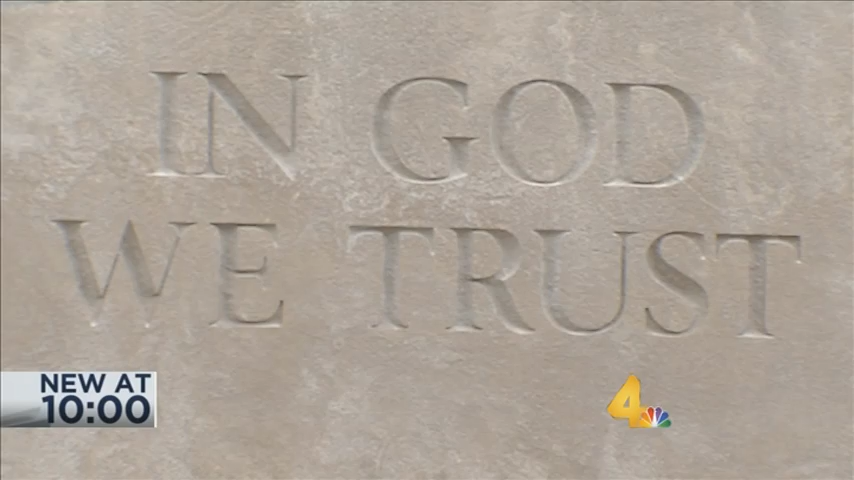 IN GOD
WE TRUST
NEW AT
10:00
4